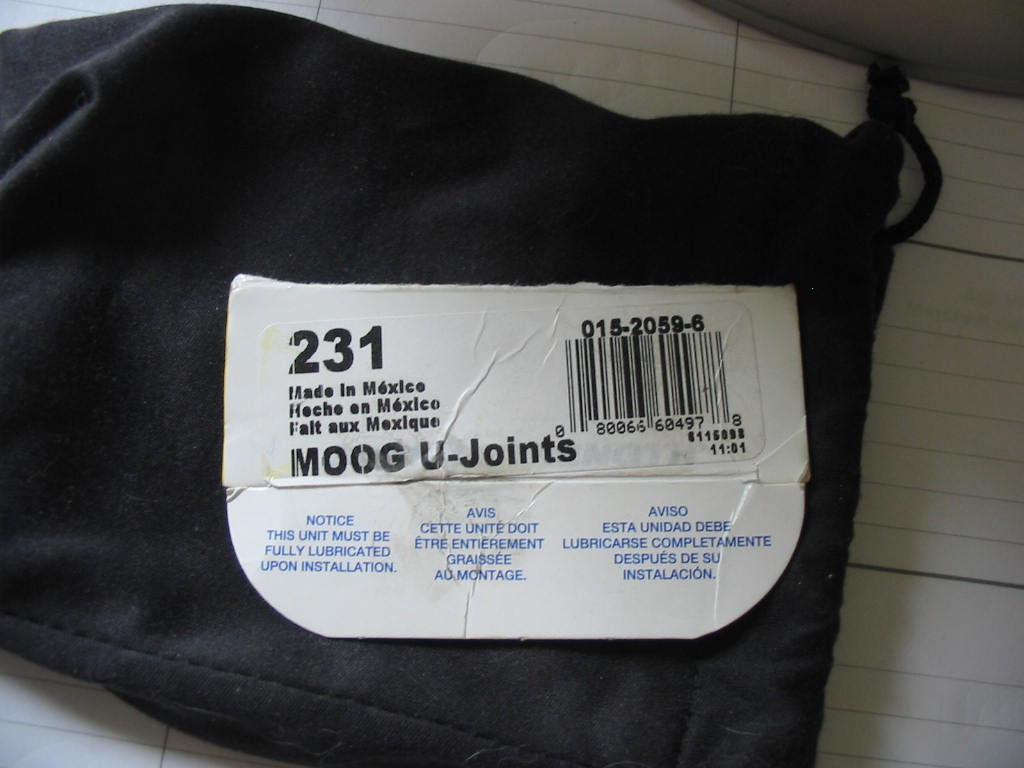 231
015-2059-6
Made in México
Hecho en México
Fait aux Mexique
0 80066 60497 8
MOOG U-Joints
11:01
NOTICE
THIS UNIT MUST BE
FULLY LUBRICATED
UPON INSTALLATION.
AVIS
CETTE UNITÉ DOIT
ÊTRE ENTIÈREMENT
GRAISSÉE
AU MONTAGE.
AVISO
ESTA UNIDAD DEBE
LUBRICARSE COMPLETAMENTE
DESPUÉS DE SU
INSTALACIÓN.